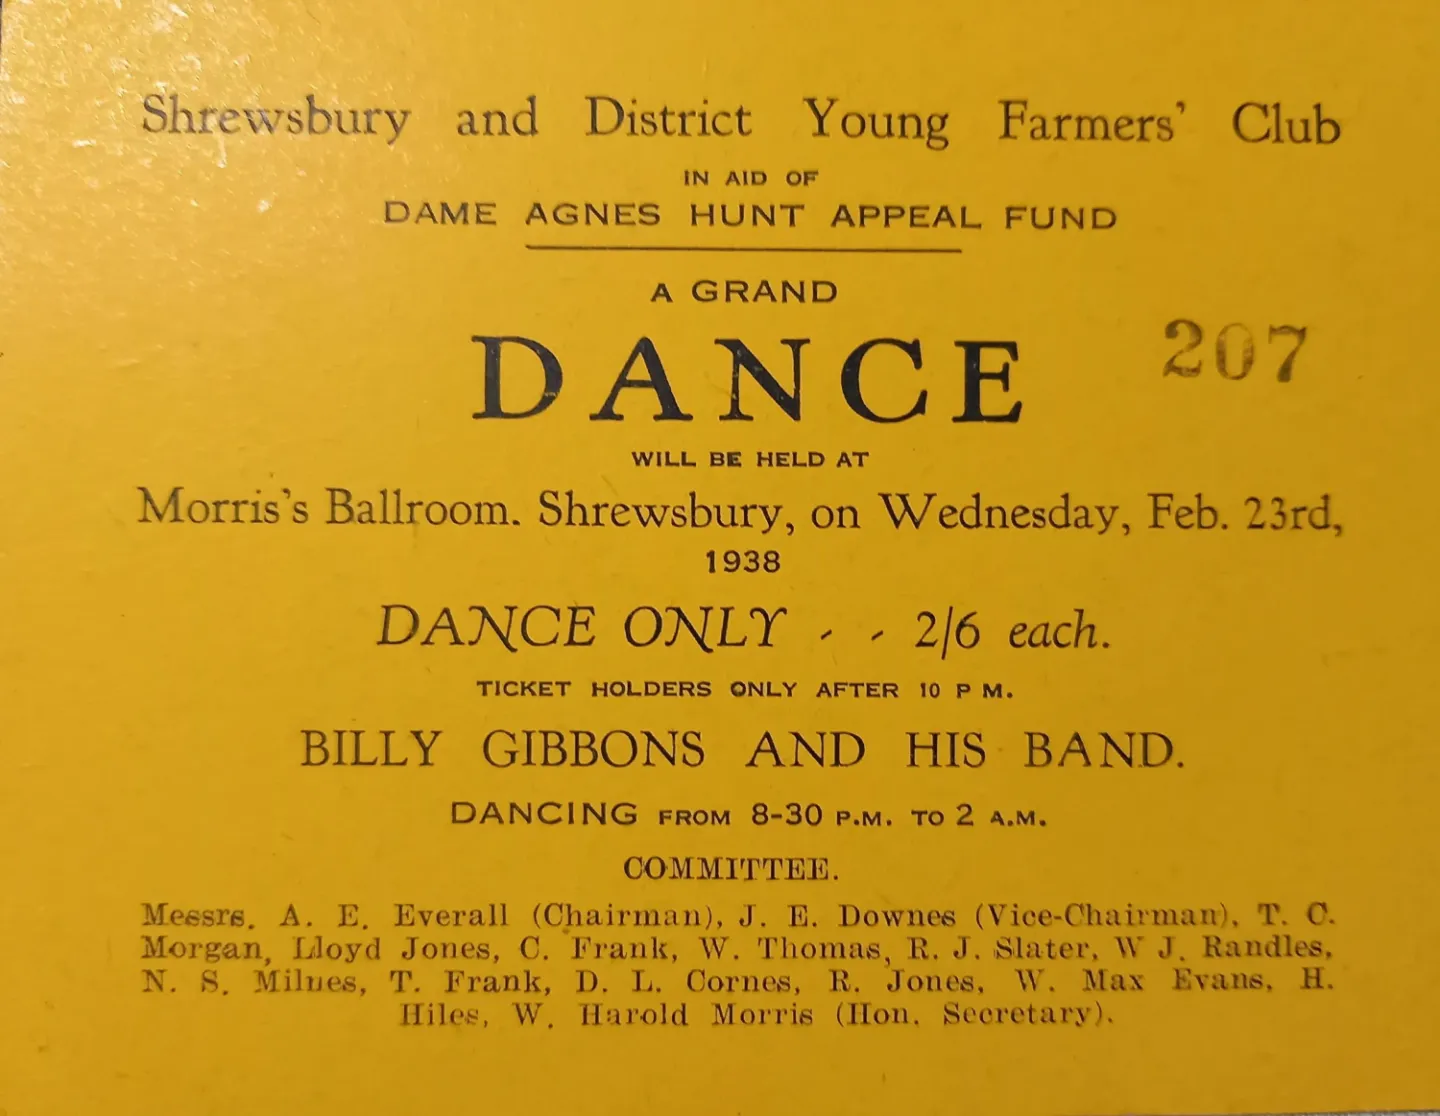 Shrewsbury and District Young Farmers' Club
IN AID OF
DAME AGNES HUNT APPEAL FUND
A GRAND
DANCE
207
WILL BE HELD AT
Morris's Ballroom. Shrewsbury, on Wednesday, Feb. 23rd,
1938
DANCE ONLY - - 2/6 each.
TICKET HOLDERS ONLY AFTER 10 P M.
BILLY GIBBONS AND HIS BAND.
DANCING FROM 8-30 P.M. TO 2 A.M.
COMMITTEE.
Messrs. A. E. Everall (Chairman), J. E. Downes (Vice-Chairman), T. C.
Morgan, Lloyd Jones, C. Frank, W. Thomas, R. J. Slater, W J. Randles,
N. S. Milnes, T. Frank, D. L. Cornes, R. Jones, W. Max Evans, H.
Hiles, W. Harold Morris (Hon. Secretary).